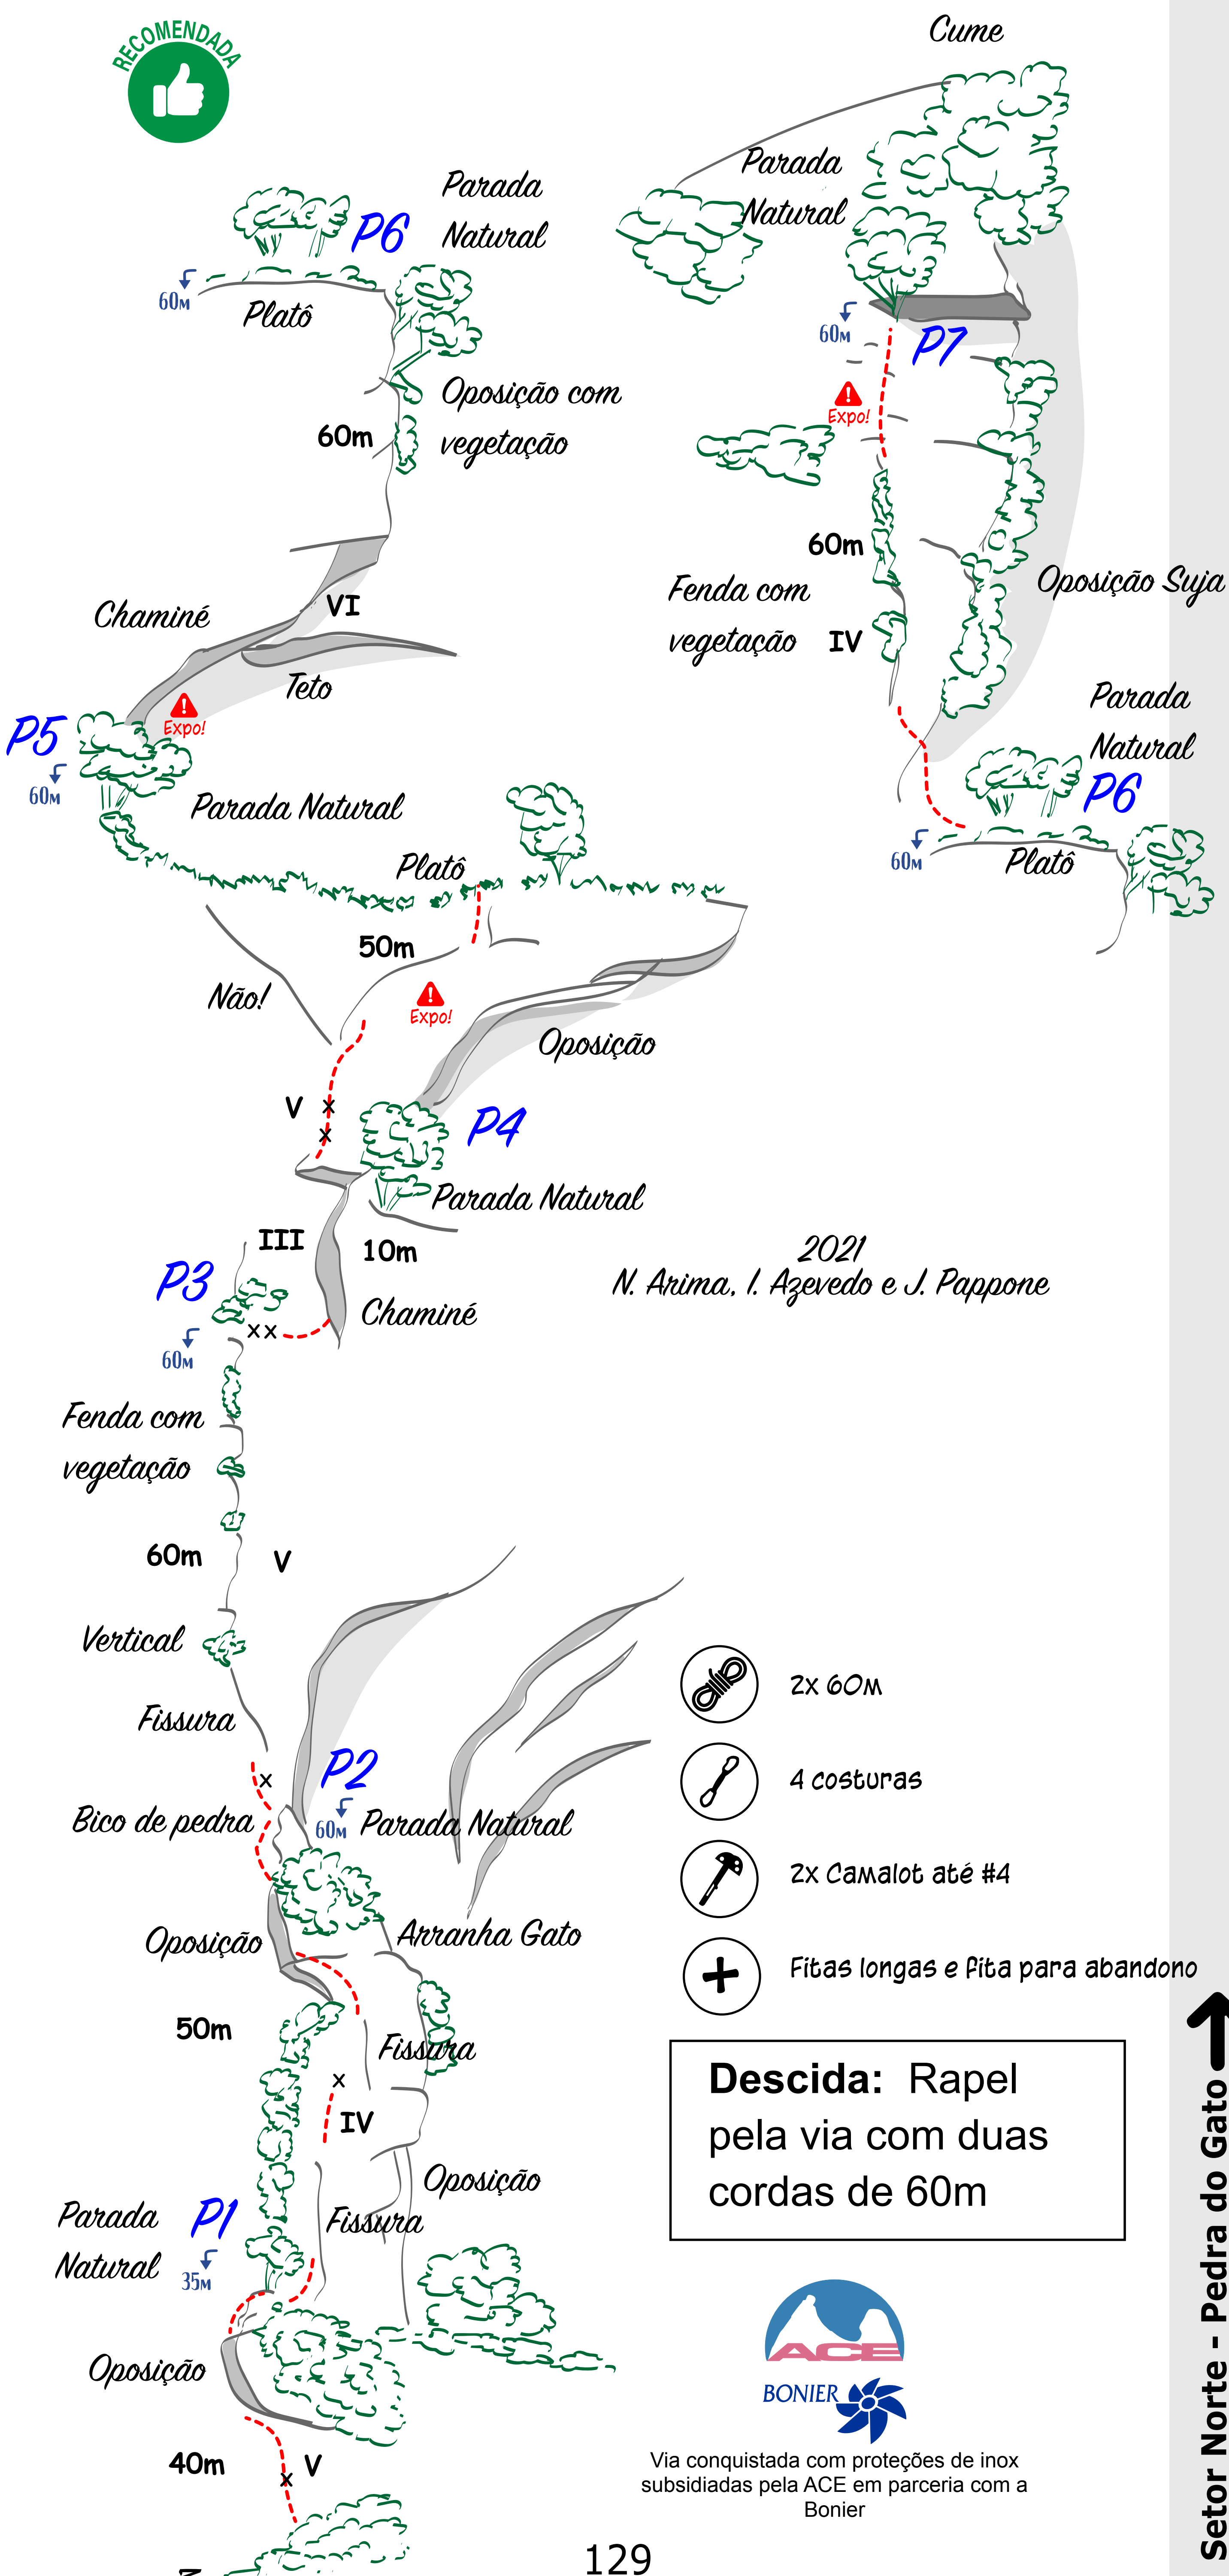 RECOMENDADA
Cume
Parada
Natural
P7
60M
Expo!
60m
Fenda com
vegetação
IV
Oposição Suja
Parada
Natural
P6
60M
Platô
Parada
Natural
P6
60M
Platô
Oposição com
vegetação
60m
VI
Chaminé
Teto
Expo!
P5
60M
Parada Natural
Platô
50m
Não!
Expo!
Oposição
V
x
x
P4
Parada Natural
III
10m
P3
xx
Chaminé
60M
2021
N. Arima, I. Azevedo e J. Pappone
Fenda com
vegetação
60m
V
Vertical
Fissura
x
P2
Bico de pedra
60M
Parada Natural
Oposição
Arranha Gato
50m
Fissura
x
IV
Oposição
Parada
Natural
P1
35M
Fissura
Oposição
40m
V
x
2x 60M
4 costuras
2x Camalot até #4
Fitas longas e fita para abandono
Descida: Rapel
pela via com duas
cordas de 60m
ACE
BONIER
Via conquistada com proteções de inox
subsidiadas pela ACE em parceria com a
Bonier
129
Setor Norte - Pedra do Gato